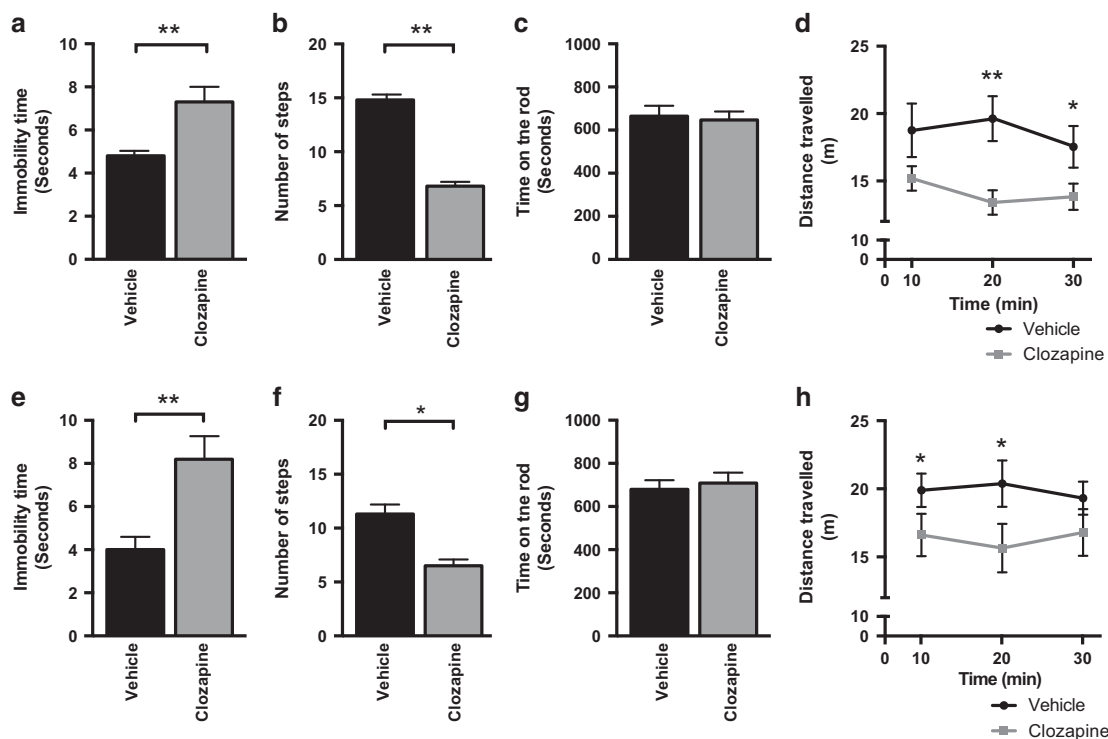 a
**
Immobility time
(Seconds)
10
8
6
4
2
0
Vehicle
Clozapine
b
**
Number of steps
20
15
10
5
0
Vehicle
Clozapine
c
Time on tne rod
(Seconds)
1000
800
600
400
200
0
Vehicle
Clozapine
d
Distance travelled
(m)
25
20
15
10
0
**
*
0 10 20 30
Time (min)
Vehicle
Clozapine
e
**
Immobility time
(Seconds)
10
8
6
4
2
0
Vehicle
Clozapine
f
*
Number of steps
20
15
10
5
0
Vehicle
Clozapine
g
Time on tne rod
(Seconds)
1000
800
600
400
200
0
Vehicle
Clozapine
h
Distance travelled
(m)
25
20
15
10
0
*
*
0 10 20 30
Time (min)
Vehicle
Clozapine